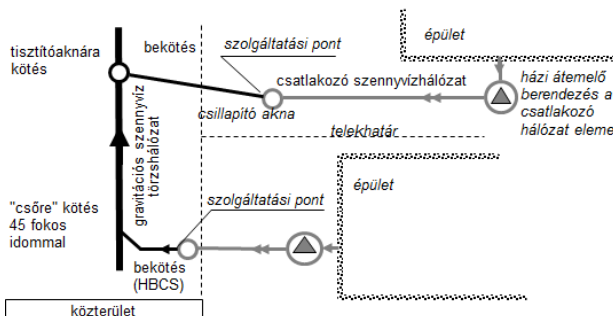 tisztítóaknára
kötés
bekötés
szolgáltatási pont
épület
csatlakozó szennyvízhálózat
csillapító akna
házi átemelő
berendezés a
csatlakozó
hálózat eleme
telekhatár
gravitációs szennyvíz
törzshálózat
szolgáltatási pont
épület
"csőre" kötés
45 fokos
idommal
bekötés
(HBCS)
közterület